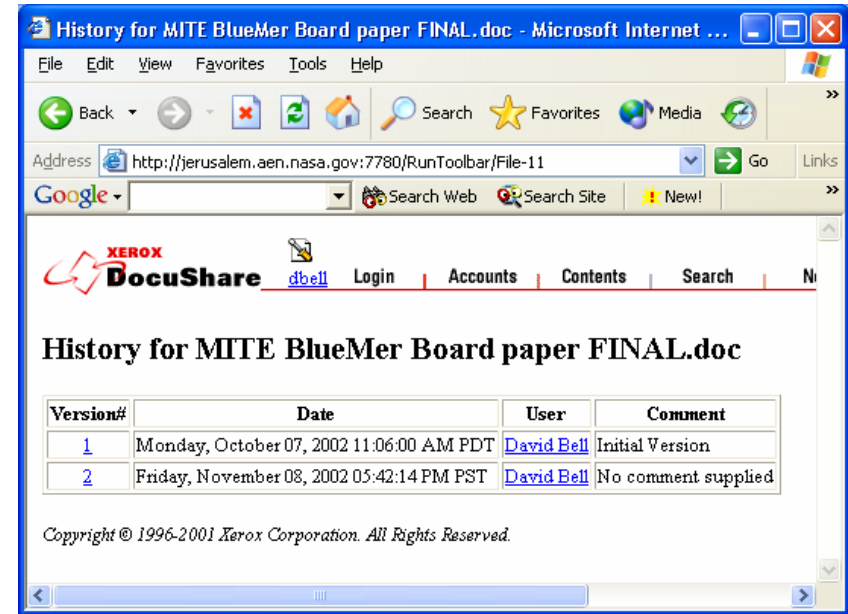 History for MITE BlueMer Board paper FINAL.doc - Microsoft Internet ...
File Edit View Favorites Tools Help
Back Search Favorites Media »
Address http://jerusalem.aen.nasa.gov:7780/RunToolbar/File-11 Go Links
Google Search Web Search Site New! »
XEROX
DocuShare dbell Login Accounts Contents Search
History for MITE BlueMer Board paper FINAL.doc
Version# Date User Comment
1 Monday, October 07, 2002 11:06:00 AM PDT David Bell Initial Version
2 Friday, November 08, 2002 05:42:14 PM PST David Bell No comment supplied
Copyright © 1996-2001 Xerox Corporation. All Rights Reserved.